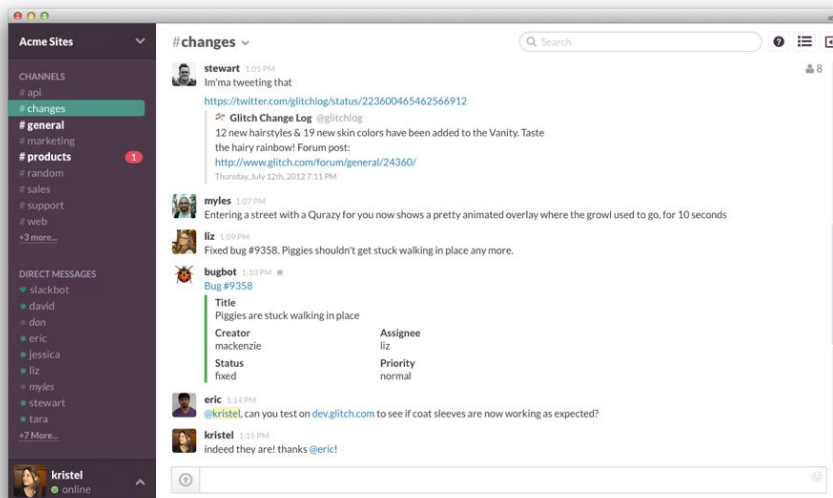 Acme Sites
CHANNELS
# api
# changes
# general
# marketing
# products 1
# random
# sales
# support
# web
+3 more...
DIRECT MESSAGES
slackbot
david
don
eric
jessica
liz
myles
stewart
tara
+7 More...
kristel
online
#changes
Search
?
8
stewart 1:05 PM
Im'ma tweeting that
https://twitter.com/glitchlog/status/223600465462566912
Glitch Change Log @glitchlog
12 new hairstyles & 19 new skin colors have been added to the Vanity. Taste
the hairy rainbow! Forum post:
http://www.glitch.com/forum/general/24360/
Thursday, July 12th, 2012 7:11 PM
myles 1:07 PM
Entering a street with a Qurazy for you now shows a pretty animated overlay where the growl used to go, for 10 seconds
liz 1:09 PM
Fixed bug #9358. Piggies shouldn't get stuck walking in place any more.
bugbot 1:10 PM
Bug #9358
Title
Piggies are stuck walking in place
Creator Assignee
mackenzie liz
Status Priority
fixed normal
eric 1:14 PM
@kristel, can you test on dev.glitch.com to see if coat sleeves are now working as expected?
kristel 1:15 PM
indeed they are! thanks @eric!